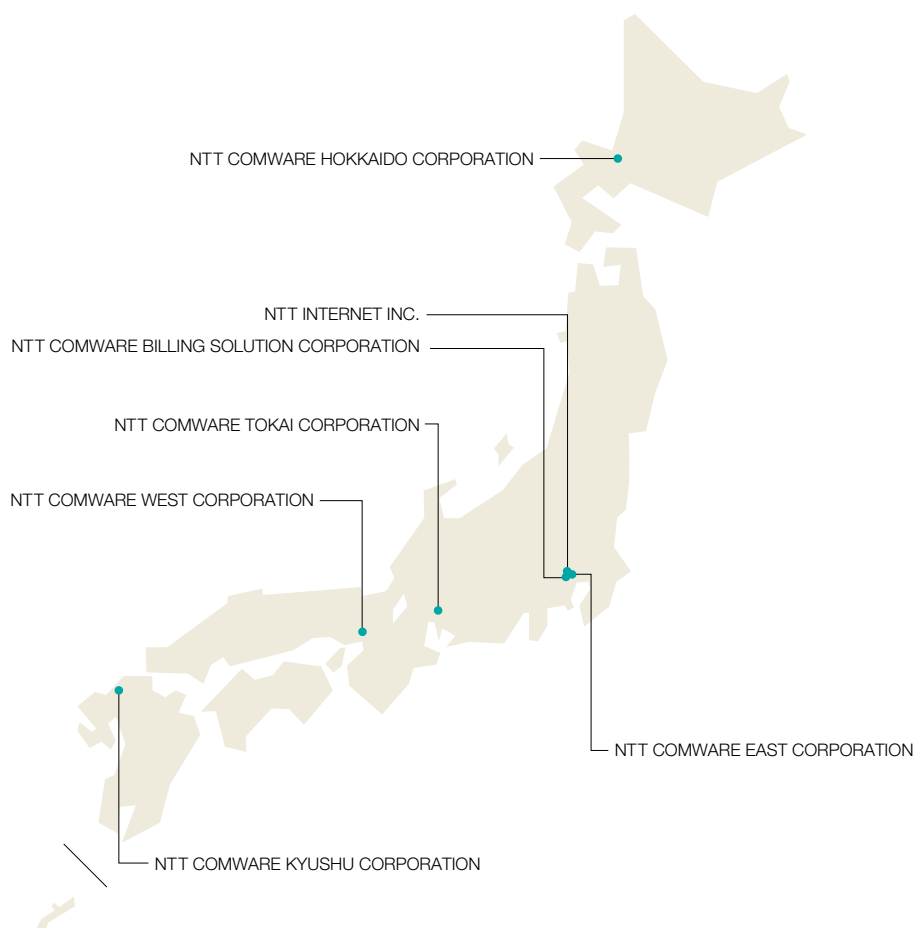 NTT COMWARE HOKKAIDO CORPORATION
NTT INTERNET INC.
NTT COMWARE BILLING SOLUTION CORPORATION
NTT COMWARE TOKAI CORPORATION
NTT COMWARE WEST CORPORATION
NTT COMWARE EAST CORPORATION
NTT COMWARE KYUSHU CORPORATION